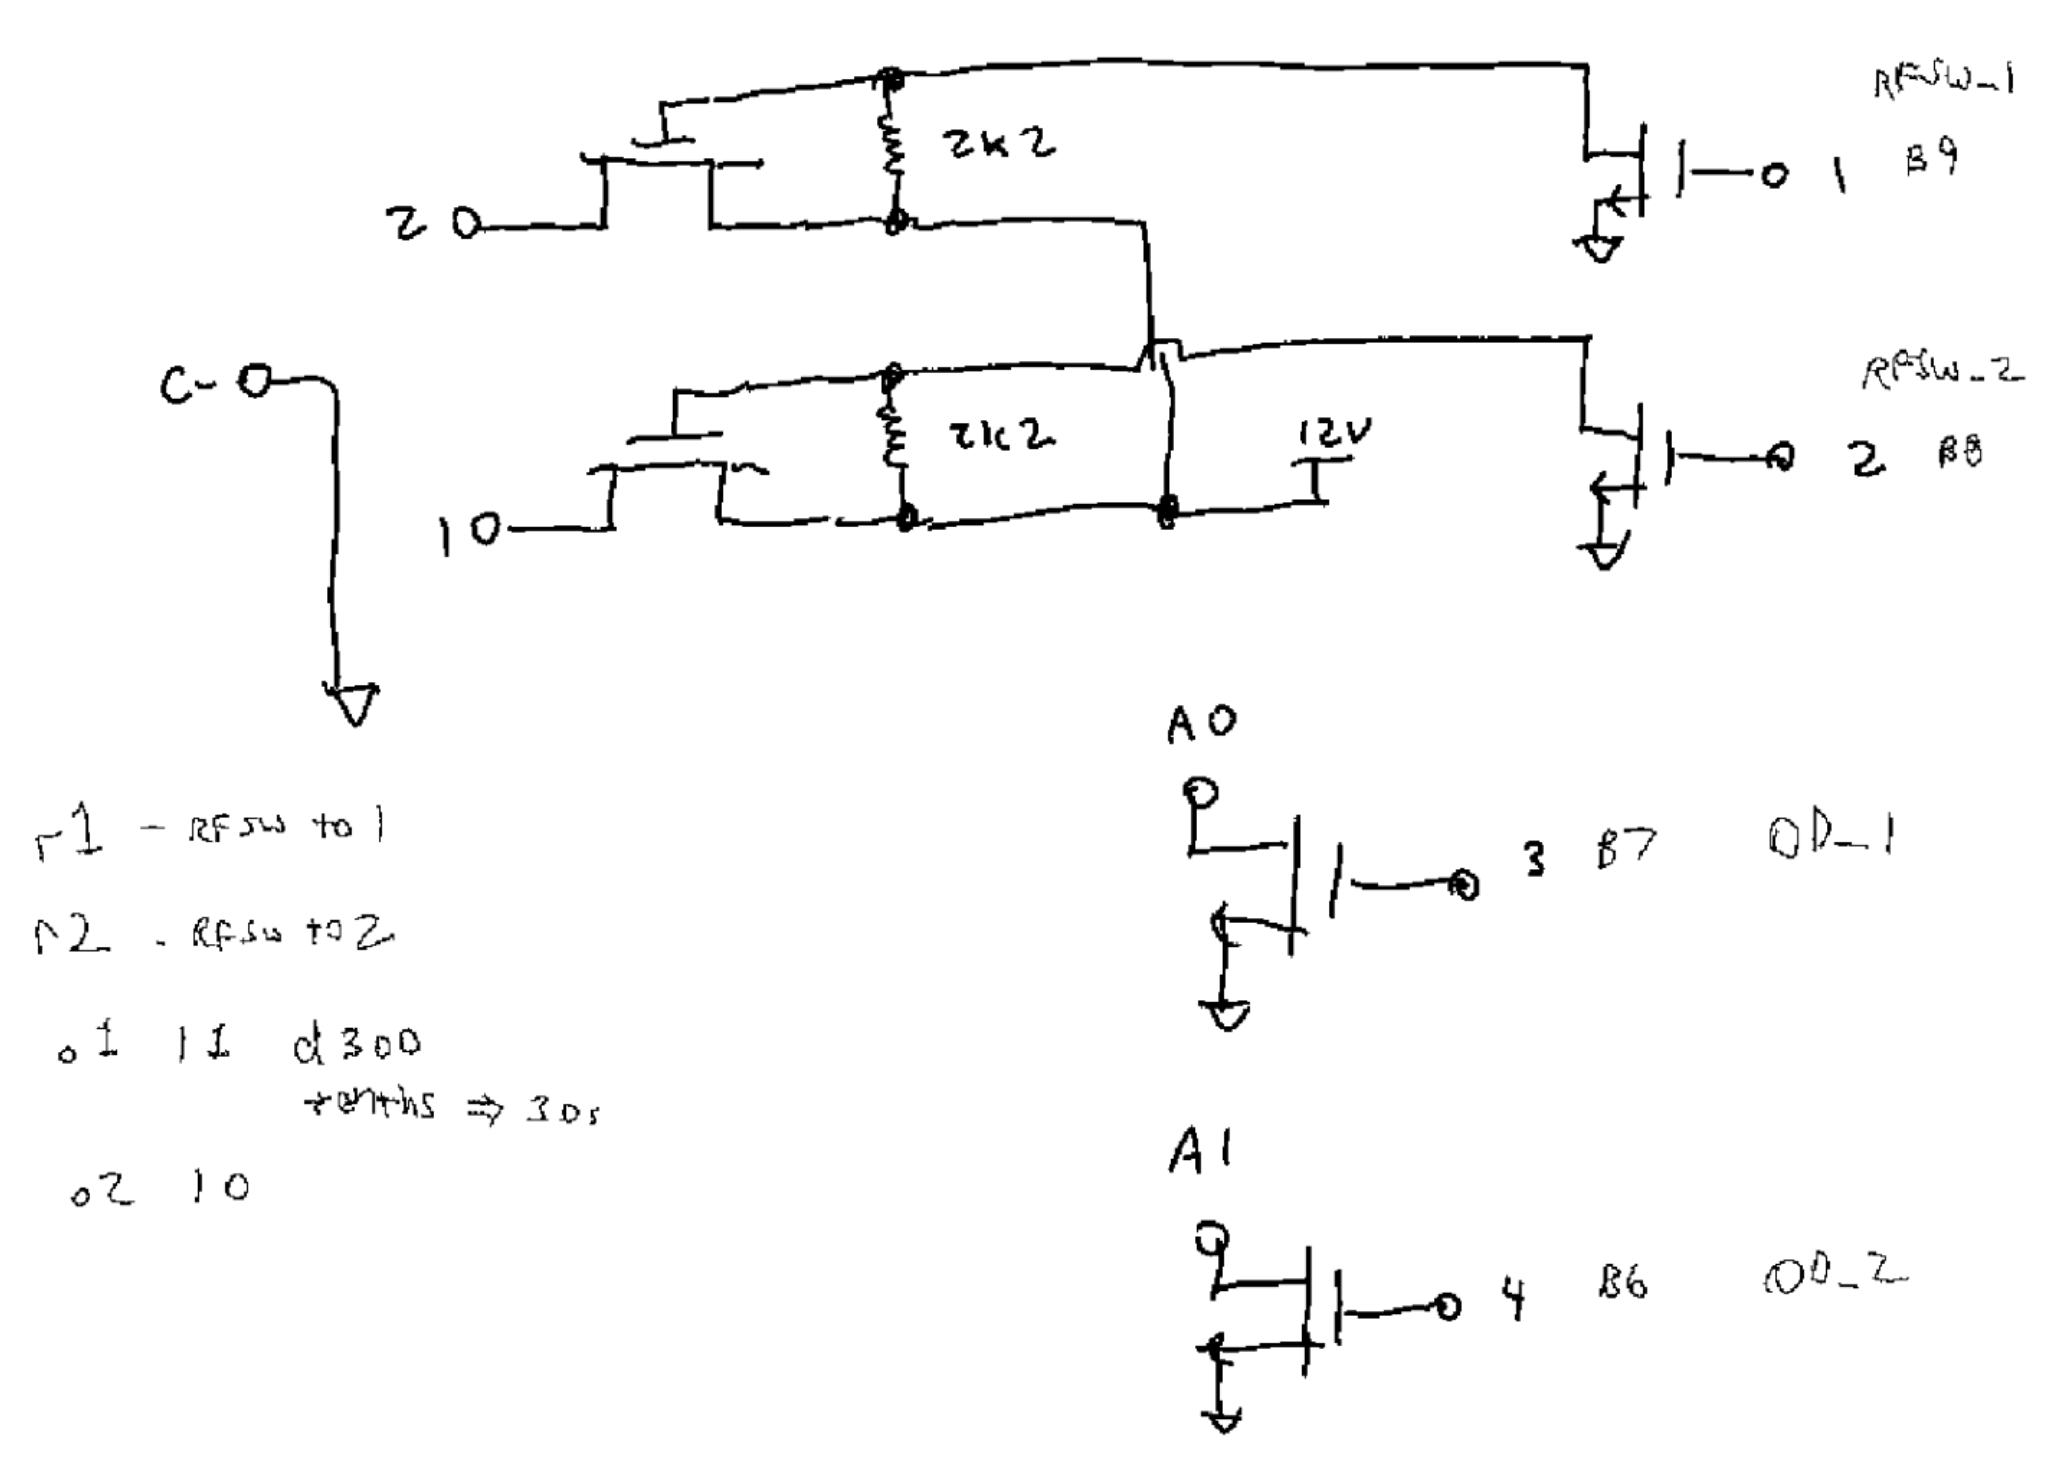 RFSW_1
2k2
1 B9
2
RFSW_2
C-
2k2
12V
2 B8
1
A0
r1 - RFSW to 1
3 B7 OD_1
r2 - RFSW to 2
o1 11 d300
tenths ⇒ 30s
A1
o2 10
4 B6 OD_2